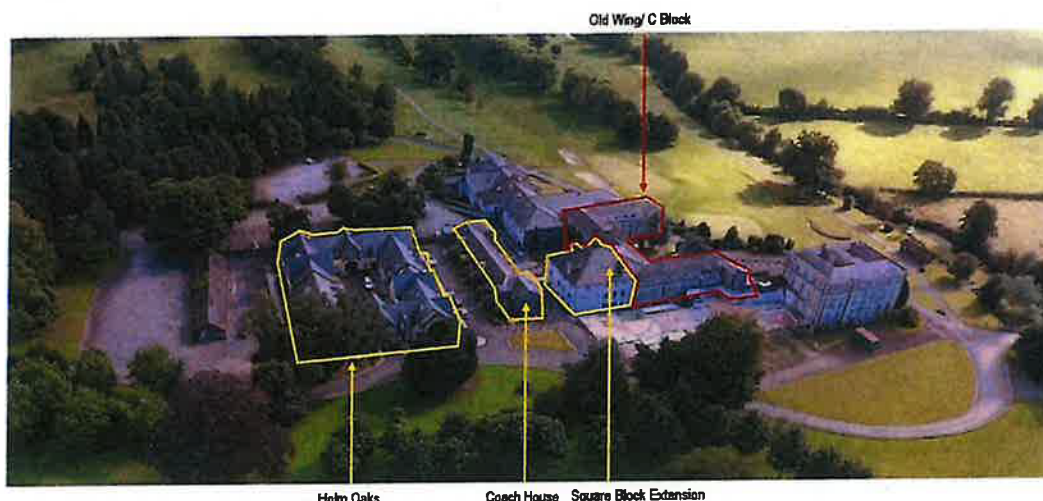 Old Wing/ C Block
Holm Oaks
Coach House
Square Block Extension